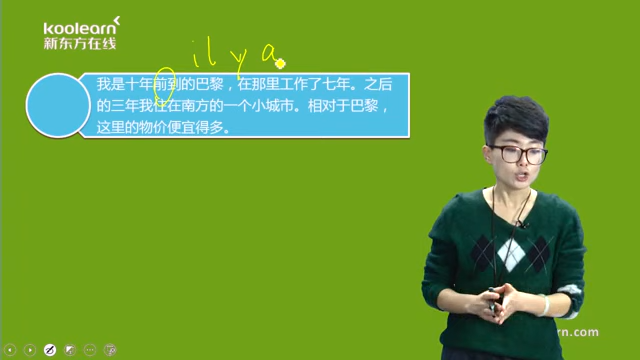 koolearn
新东方在线
il y a
我是十年前到的巴黎，在那里工作了七年。之后
的三年我住在南方的一个小城市。相对于巴黎，
这里的物价便宜得多。
rn.com